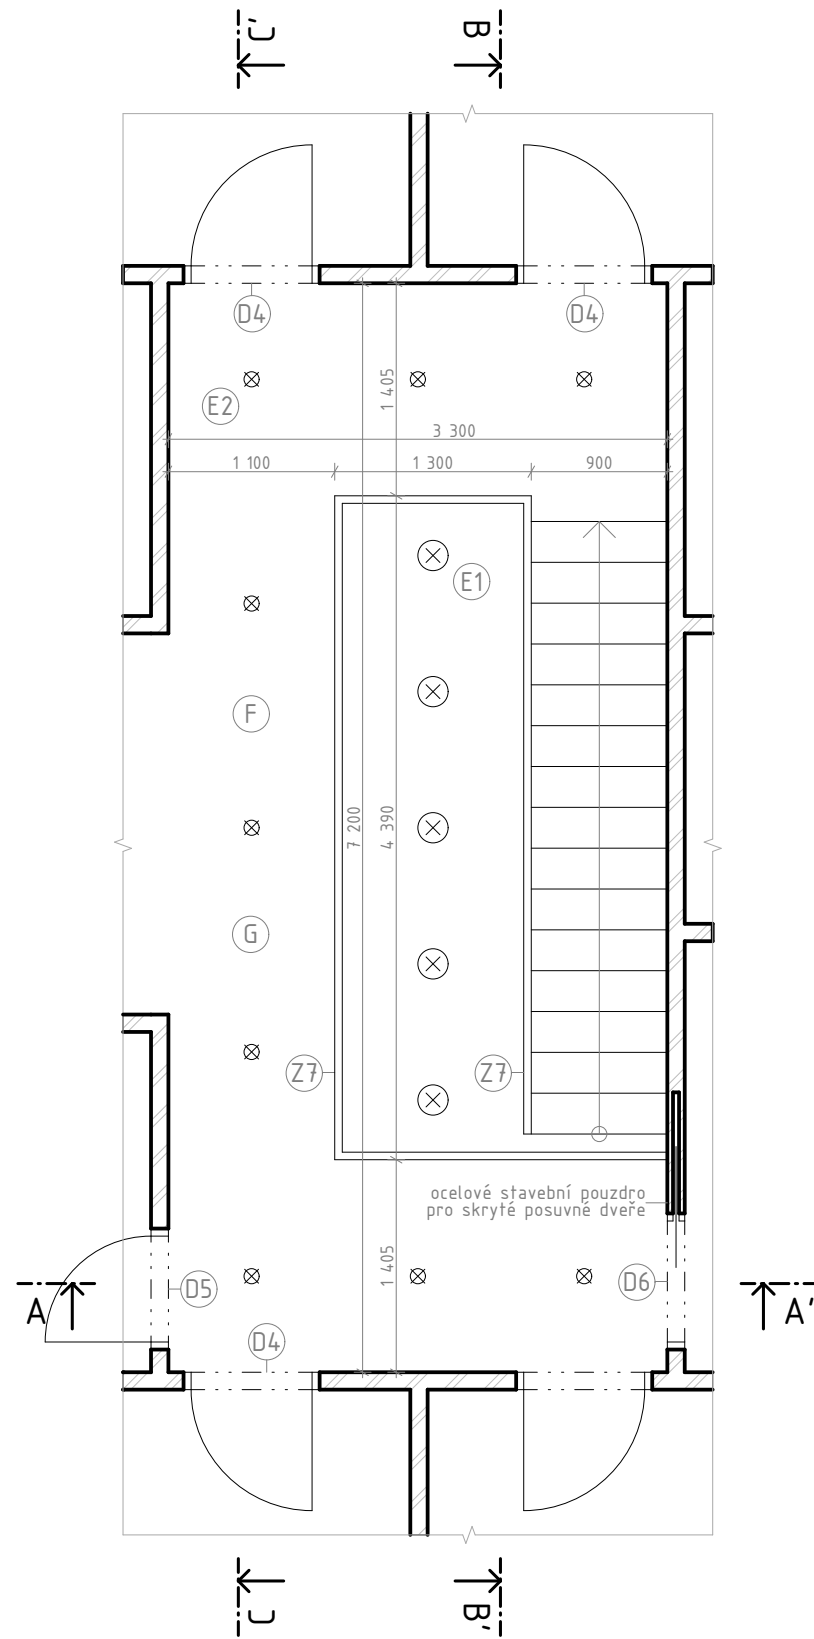 C'
B
D4
D4
E2
1 405
3 300
1 100
1 300
900
E1
F
7 200
4 390
G
Z7
Z7
ocelové stavební pouzdro
pro skryté posuvné dveře
1 405
A
D5
D6
A'
D4
C
B'